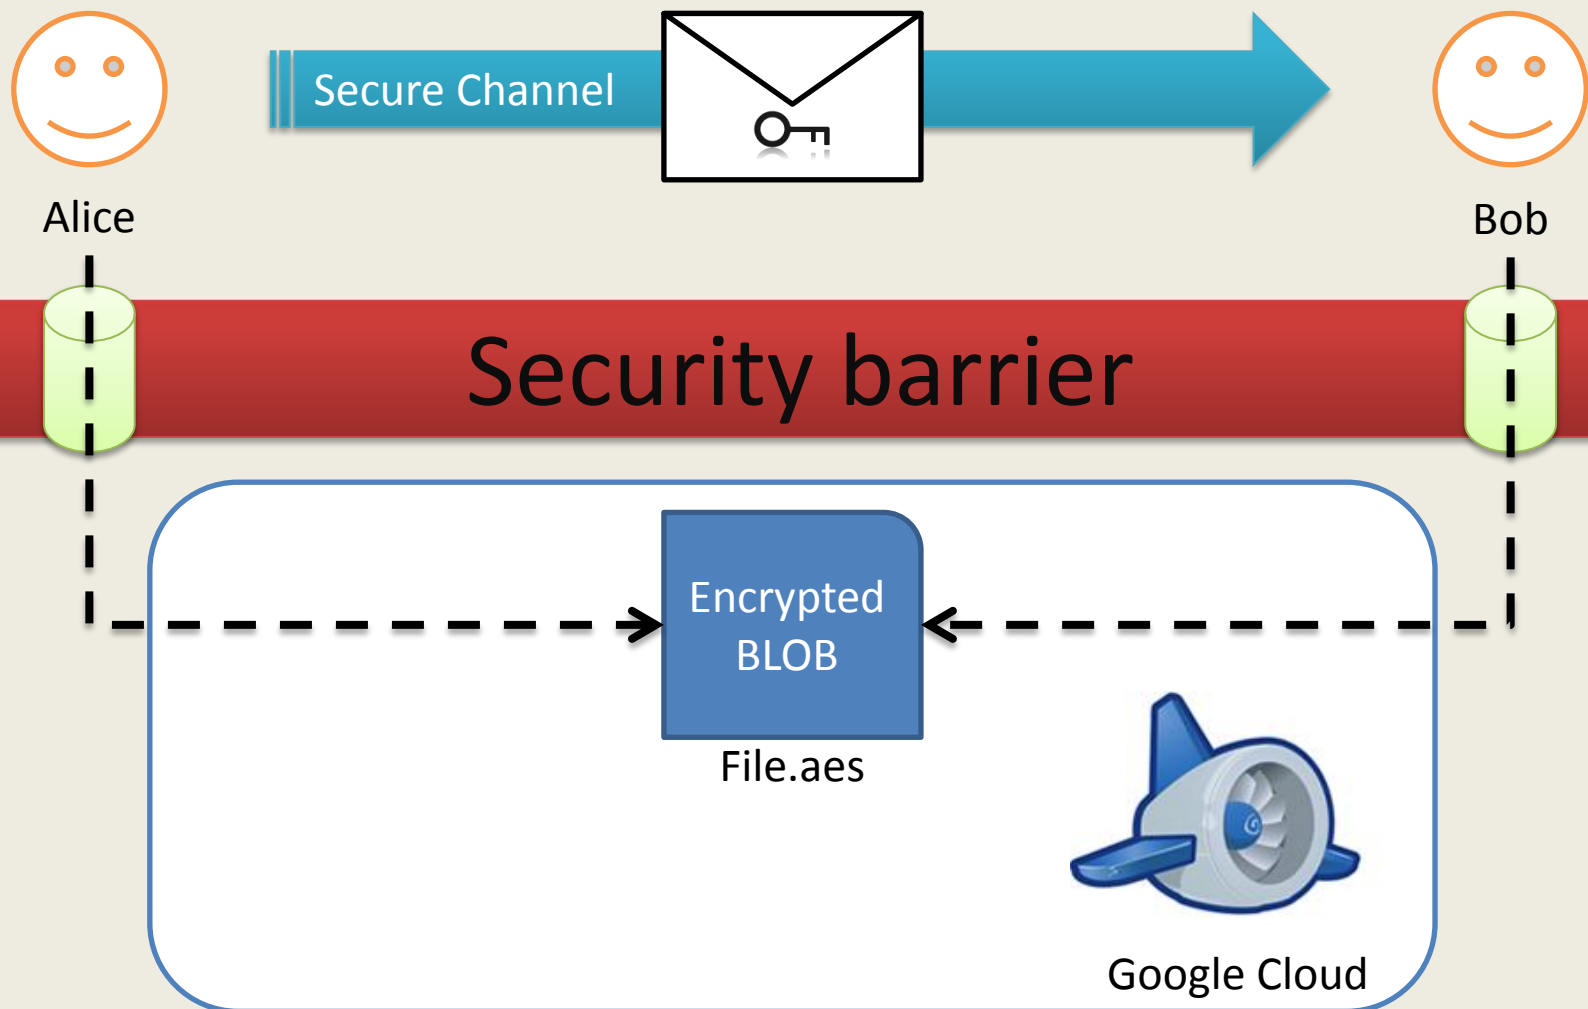 Secure Channel
Alice
Bob
Security barrier
Encrypted
BLOB
File.aes
Google Cloud